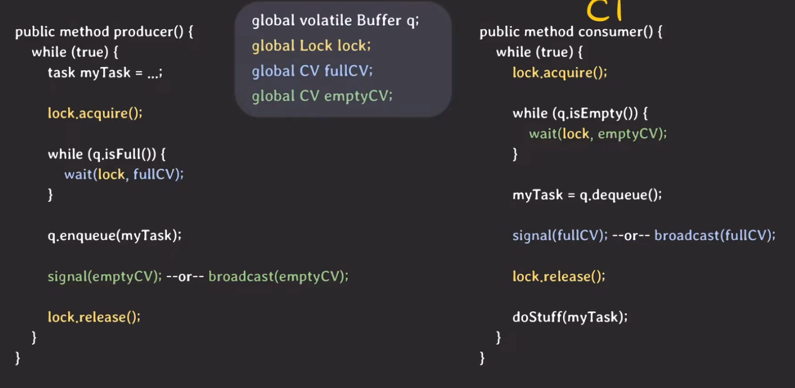 public method producer() {
while (true) {
task myTask = ...;
lock.acquire();
while (q.isFull()) {
wait(lock, fullCV);
}
q.enqueue(myTask);
signal(emptyCV); --or-- broadcast(emptyCV);
lock.release();
}
}
global volatile Buffer q;
global Lock lock;
global CV fullCV;
global CV emptyCV;
C1
public method consumer() {
while (true) {
lock.acquire();
while (q.isEmpty()) {
wait(lock, emptyCV);
}
myTask = q.dequeue();
signal(fullCV); --or-- broadcast(fullCV);
lock.release();
doStuff(myTask);
}
}